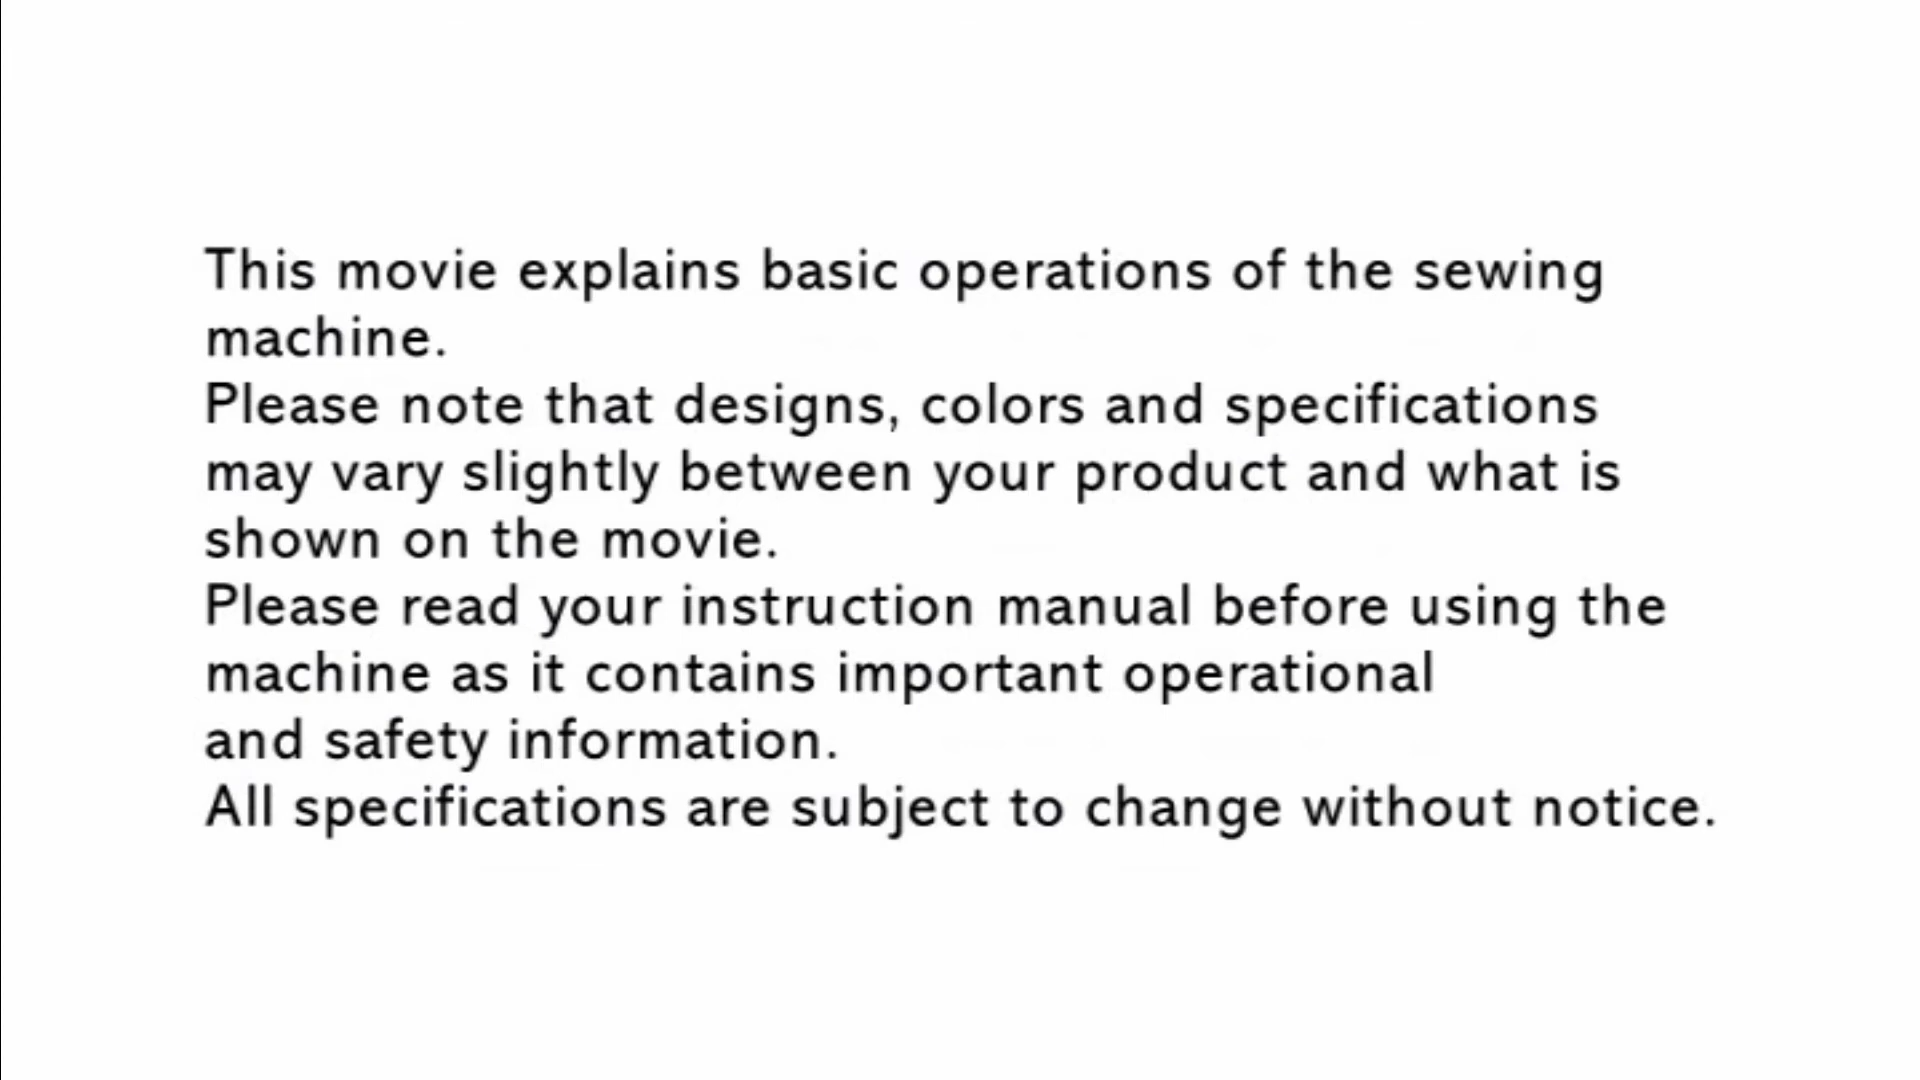 This movie explains basic operations of the sewing
machine.
Please note that designs, colors and specifications
may vary slightly between your product and what is
shown on the movie.
Please read your instruction manual before using the
machine as it contains important operational
and safety information.
All specifications are subject to change without notice.